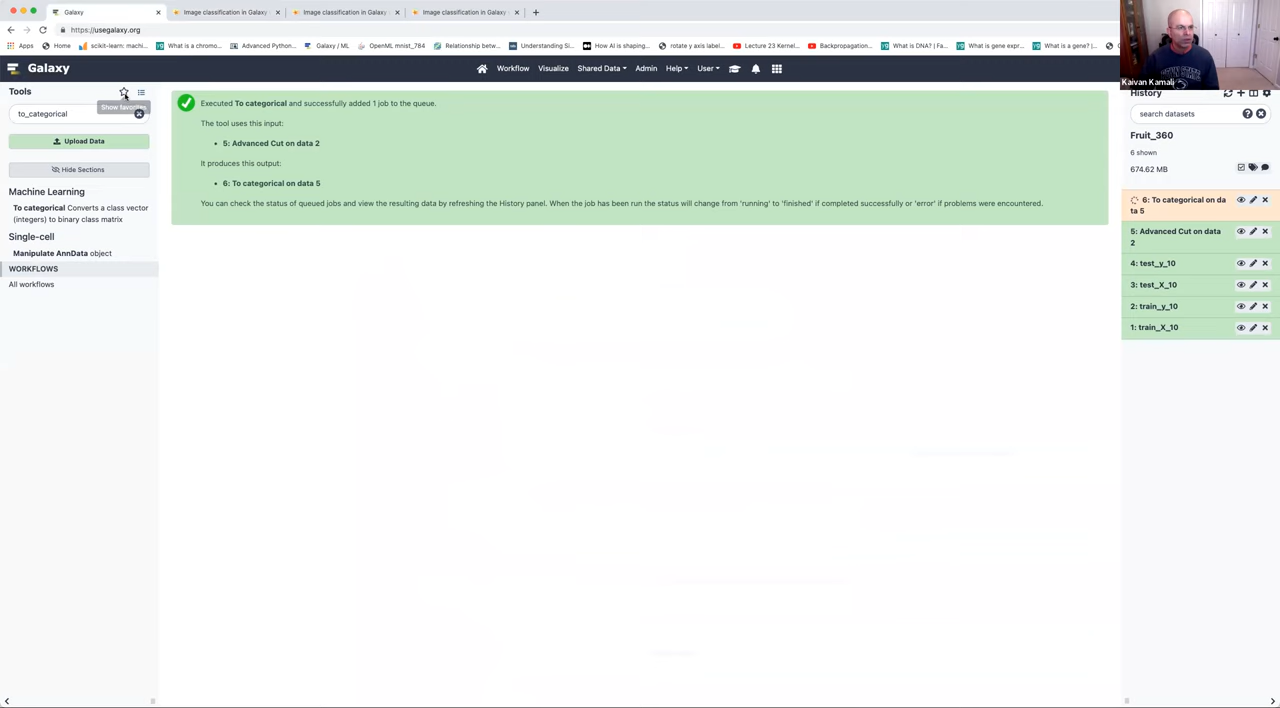 Galaxy
Image classification in Galaxy
Image classification in Galaxy
Image classification in Galaxy
https://usegalaxy.org
Apps Home scikit-learn: machi... What is a chromo... Advanced Python... Galaxy / ML OpenML mnist_784 Relationship betw... Understanding Si... How AI is shaping... rotate y axis label... Lecture 23 Kernel... Backpropagation... What is DNA? | Fa... What is gene expr... What is a gene? (...
Galaxy
Workflow Visualize Shared Data Admin Help User
Kaivan Kamali
Tools
Show favorites
to_categorical
Upload Data
Hide Sections
Machine Learning
To categorical Converts a class vector
(integers) to binary class matrix
Single-cell
Manipulate AnnData object
WORKFLOWS
All workflows
Executed To categorical and successfully added 1 job to the queue.
The tool uses this input:
• 5: Advanced Cut on data 2
It produces this output:
• 6: To categorical on data 5
You can check the status of queued jobs and view the resulting data by refreshing the History panel. When the job has been run the status will change from 'running' to 'finished' if completed successfully or 'error' if problems were encountered.
History
search datasets
Fruit_360
6 shown
674.62 MB
6: To categorical on da
ta 5
5: Advanced Cut on data
2
4: test_y_10
3: test_X_10
2: train_y_10
1: train_X_10